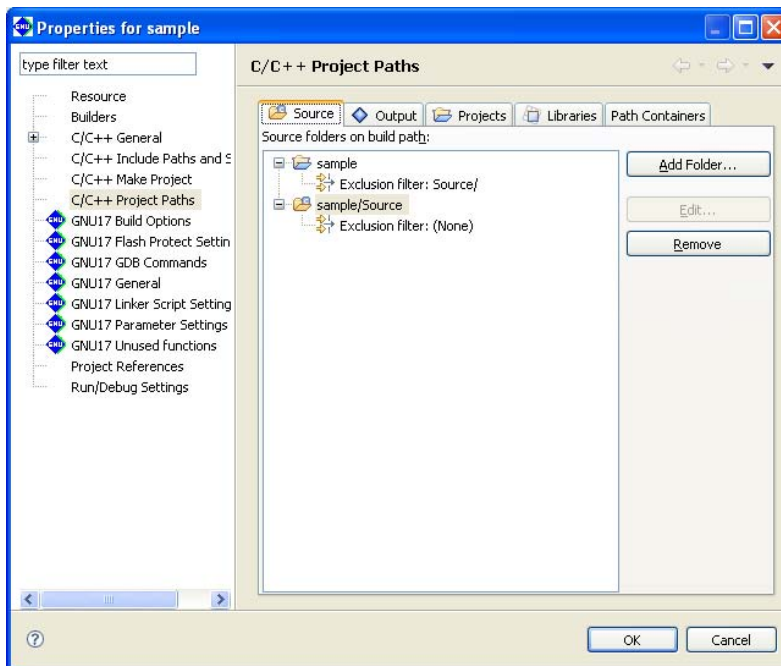 Properties for sample
type filter text
Resource
Builders
C/C++ General
C/C++ Include Paths and S
C/C++ Make Project
C/C++ Project Paths
GNU17 Build Options
GNU17 Flash Protect Settin
GNU17 GDB Commands
GNU17 General
GNU17 Linker Script Setting
GNU17 Parameter Settings
GNU17 Unused functions
Project References
Run/Debug Settings
C/C++ Project Paths
Source Output Projects Libraries Path Containers
Source folders on build path:
sample
Exclusion filter: Source/
sample/Source
Exclusion filter: (None)
Add Folder...
Edit...
Remove
OK Cancel